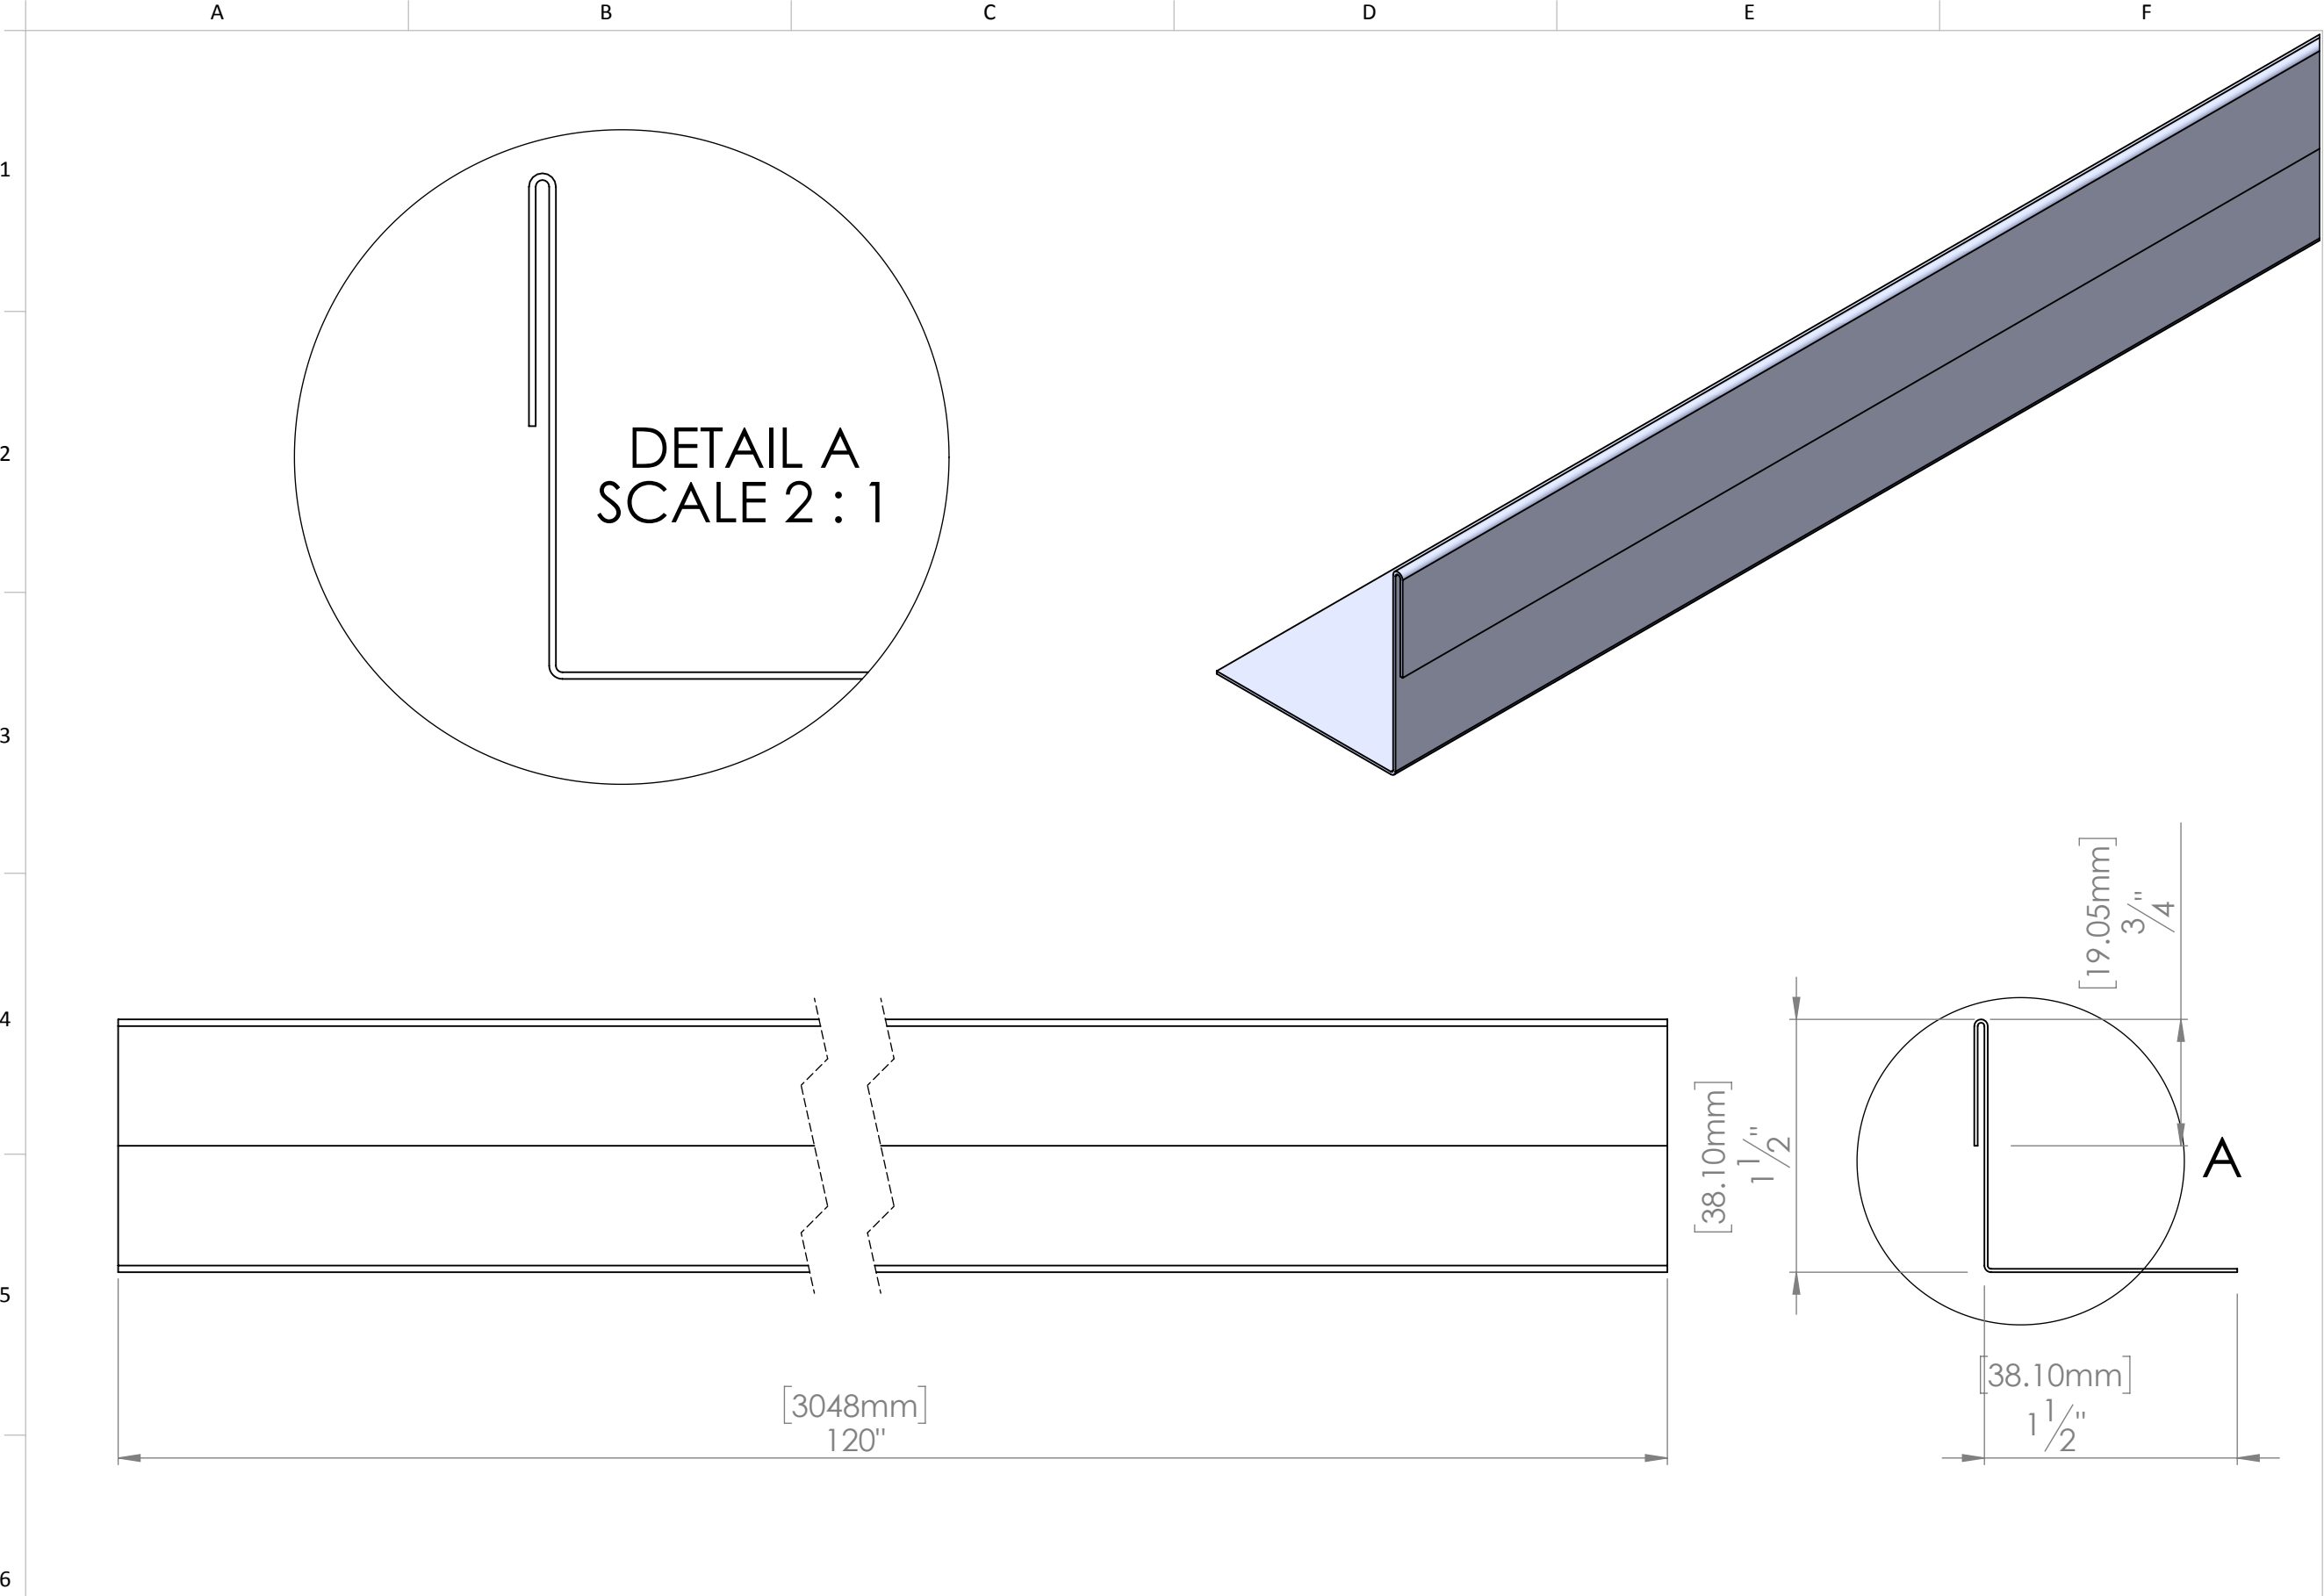 A B C D E F
1
2
3
4
5
6
DETAIL A
SCALE 2 : 1
[19.05mm]
3/4"
[38.10mm]
1 1/2"
A
[38.10mm]
1 1/2"
[3048mm]
120"